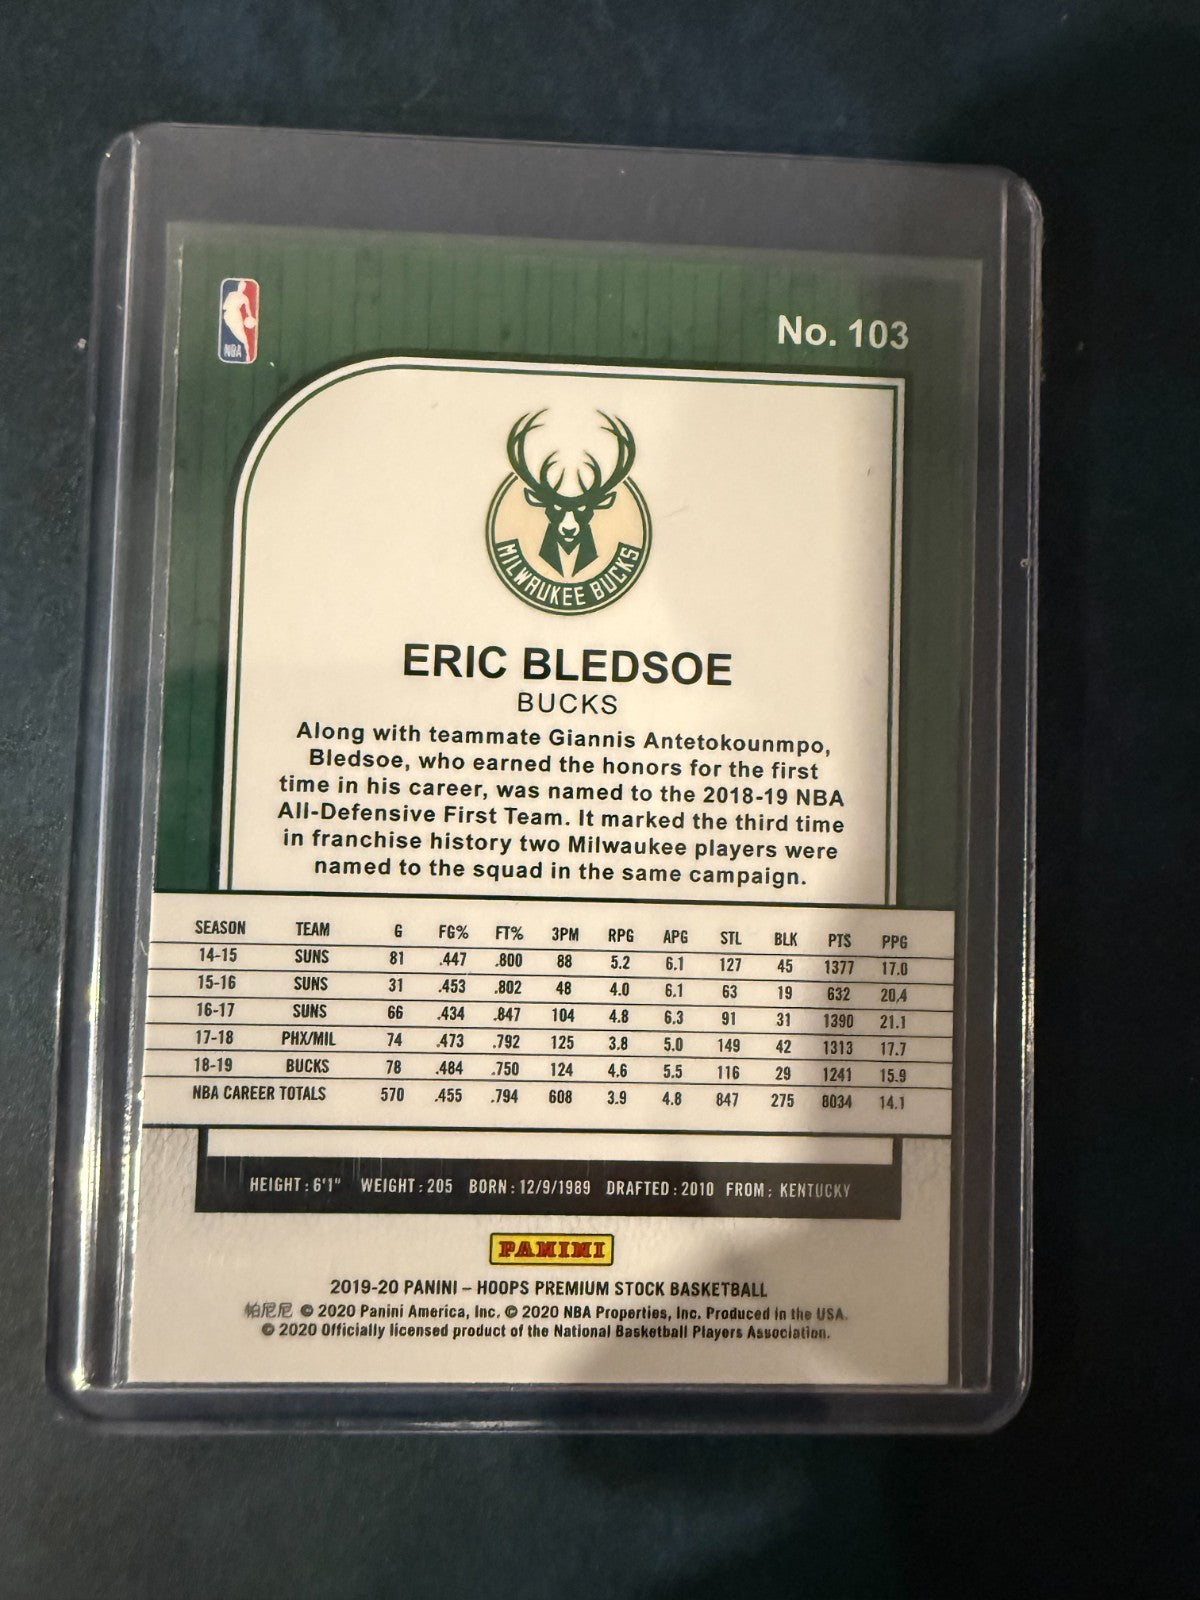 NBA
No. 103
MILWAUKEE BUCKS
ERIC BLEDSOE
BUCKS
Along with teammate Giannis Antetokounmpo,
Bledsoe, who earned the honors for the first
time in his career, was named to the 2018-19 NBA
All-Defensive First Team. It marked the third time
in franchise history two Milwaukee players were
named to the squad in the same campaign.
SEASON TEAM G FG% FT% 3PM RPG APG STL BLK PTS PPG
14-15 SUNS 81 .447 .800 88 5.2 6.1 127 45 1377 17.0
15-16 SUNS 31 .453 .802 48 4.0 6.1 63 19 632 20.4
16-17 SUNS 66 .434 .847 104 4.8 6.3 91 31 1390 21.1
17-18 PHX/MIL 74 .473 .792 125 3.8 5.0 149 42 1313 17.7
18-19 BUCKS 78 .484 .750 124 4.6 5.5 116 29 1241 15.9
NBA CAREER TOTALS 570 .455 .794 608 3.9 4.8 847 275 8034 14.1
HEIGHT : 6'1" WEIGHT : 205 BORN : 12/9/1989 DRAFTED : 2010 FROM : KENTUCKY
PANINI
2019-20 PANINI – HOOPS PREMIUM STOCK BASKETBALL
帕尼尼 © 2020 Panini America, Inc. © 2020 NBA Properties, Inc. Produced in the USA.
© 2020 Officially licensed product of the National Basketball Players Association.